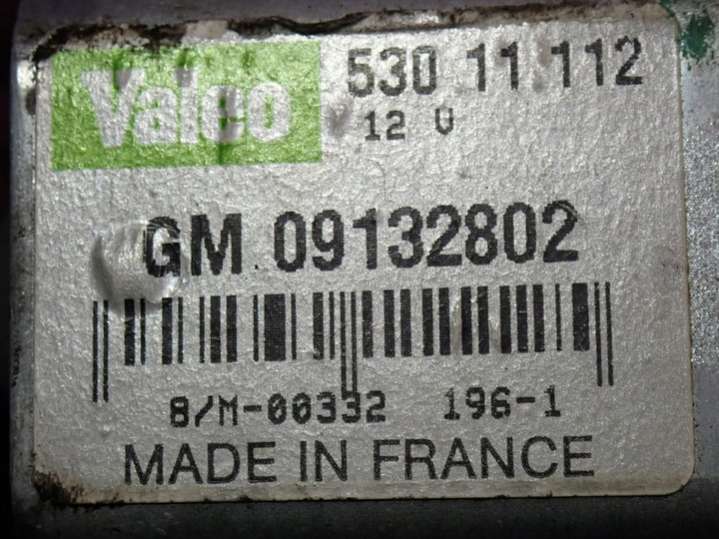 Valeo
530 11 112
12 V
GM 09132802
8/M-00332 196-1
MADE IN FRANCE